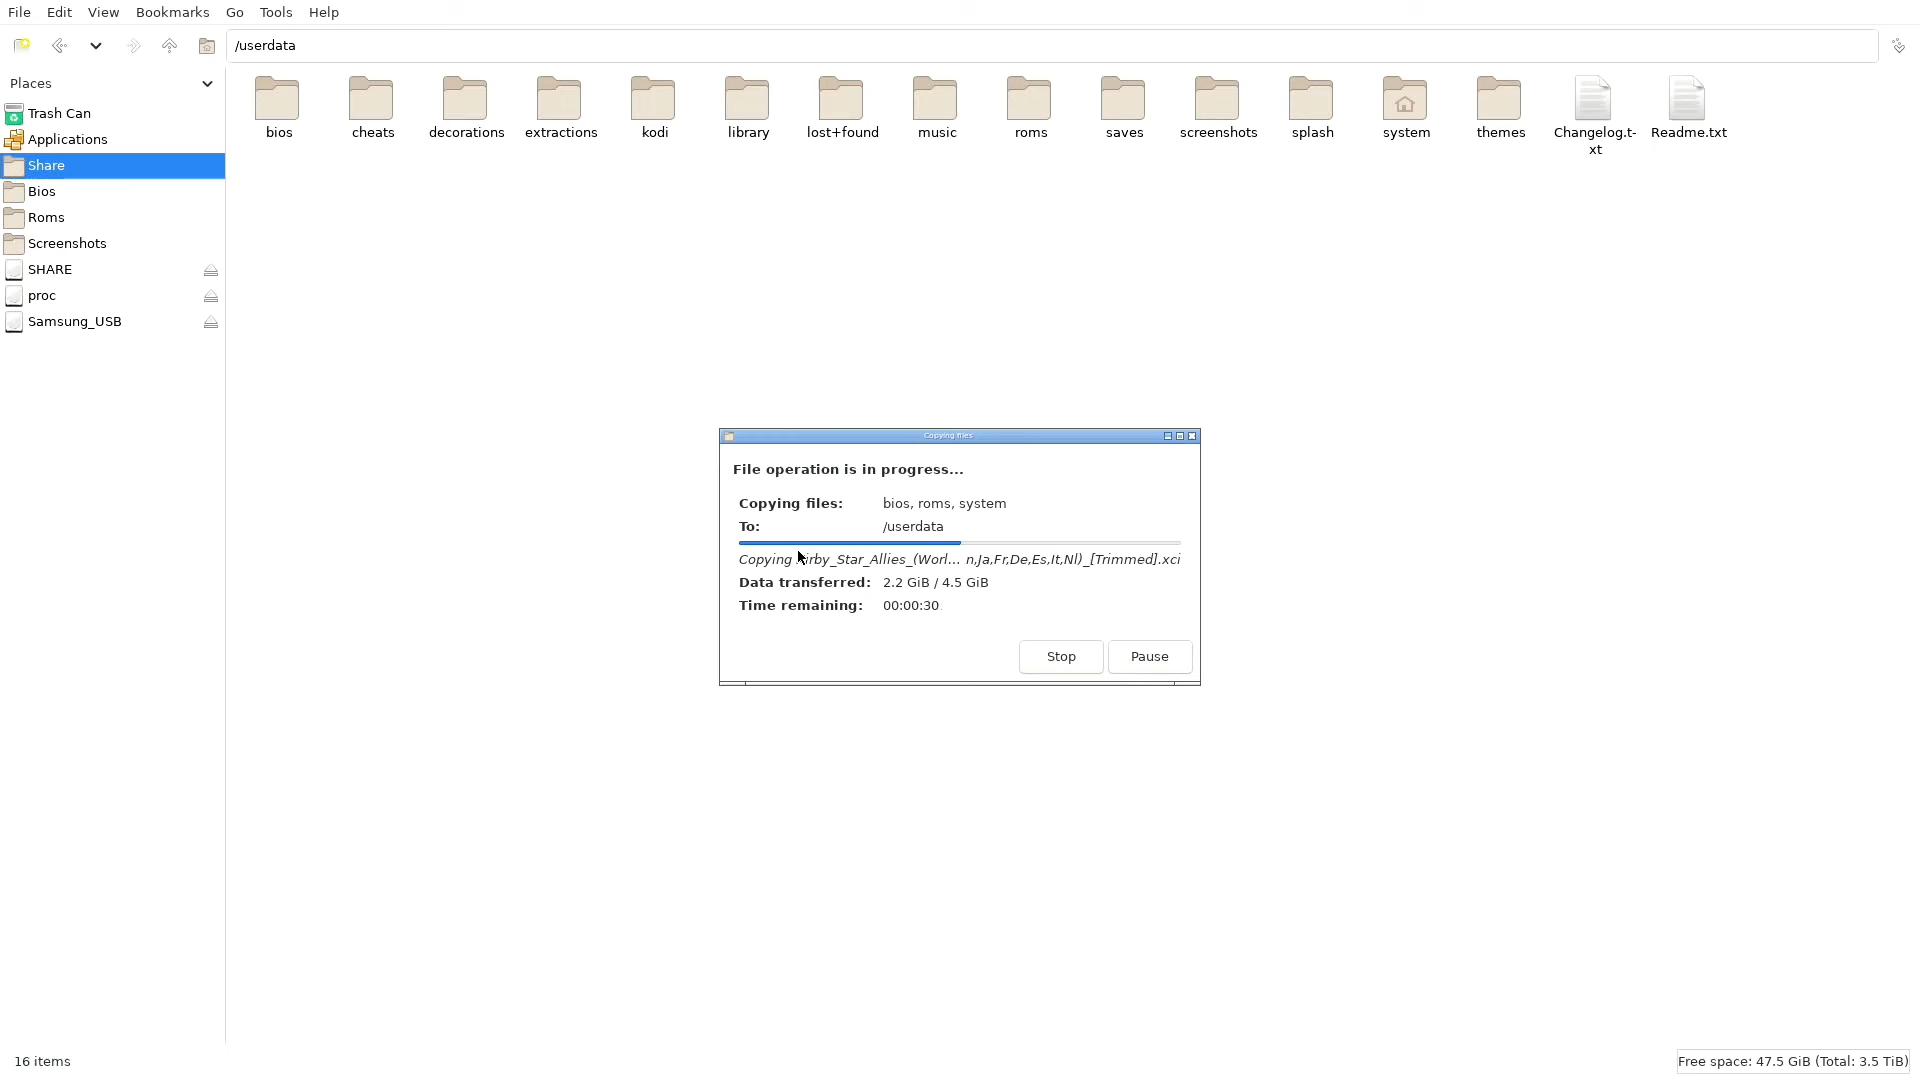 File Edit View Bookmarks Go Tools Help
/userdata
Places
Trash Can
Applications
Share
Bios
Roms
Screenshots
SHARE
proc
Samsung_USB
bios cheats decorations extractions kodi library lost+found music roms saves screenshots splash system themes Changelog.t-
xt
Readme.txt
Copying files
File operation is in progress...
Copying files: bios, roms, system
To: /userdata
Copying irby_Star_Allies_(Worl... n,Ja,Fr,De,Es,It,Nl)_[Trimmed].xci
Data transferred: 2.2 GiB / 4.5 GiB
Time remaining: 00:00:30
Stop Pause
16 items
Free space: 47.5 GiB (Total: 3.5 TiB)